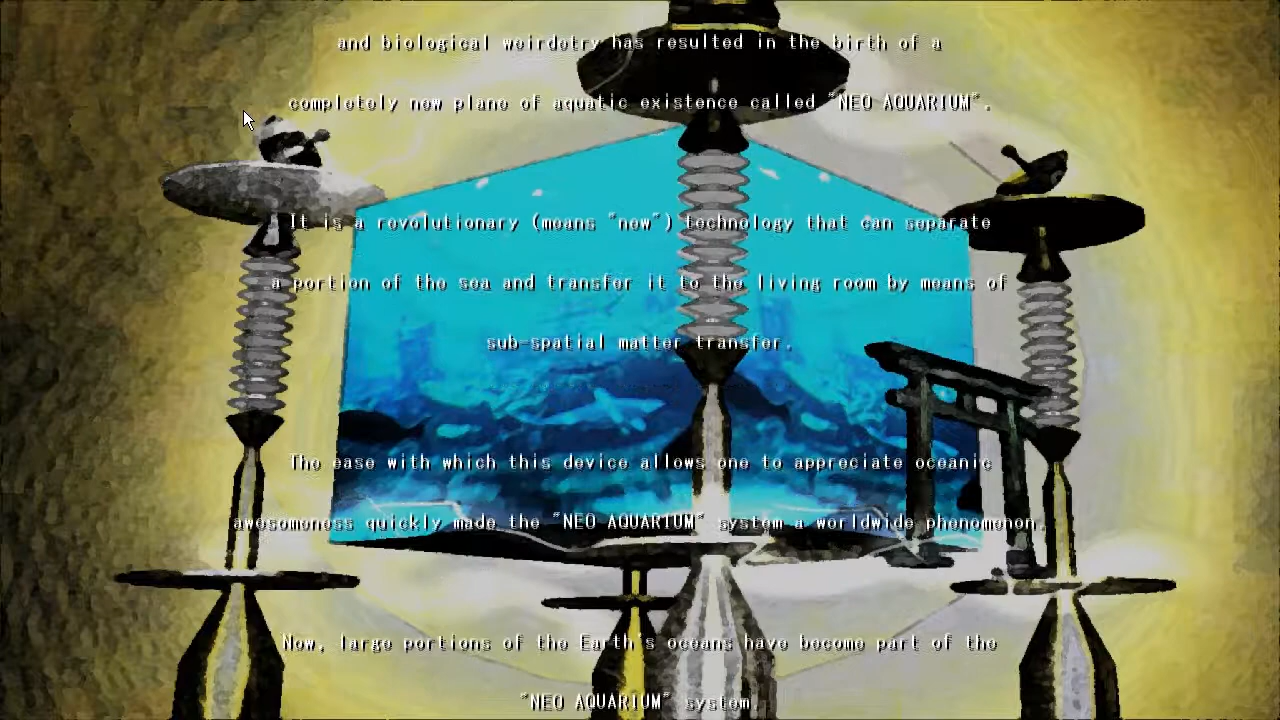 and biological weirdotry has resulted in the birth of a
completely new plane of aquatic existence called "NEO AQUARIUM".
It is a revolutionary (means "new") technology that can separate
a portion of the sea and transfer it to the living room by means of
sub-spatial matter transfer.
The ease with which this device allows one to appreciate oceanic
awesomeness quickly made the "NEO AQUARIUM" system a worldwide phenomenon.
Now, large portions of the Earth's oceans have become part of the
"NEO AQUARIUM" system.